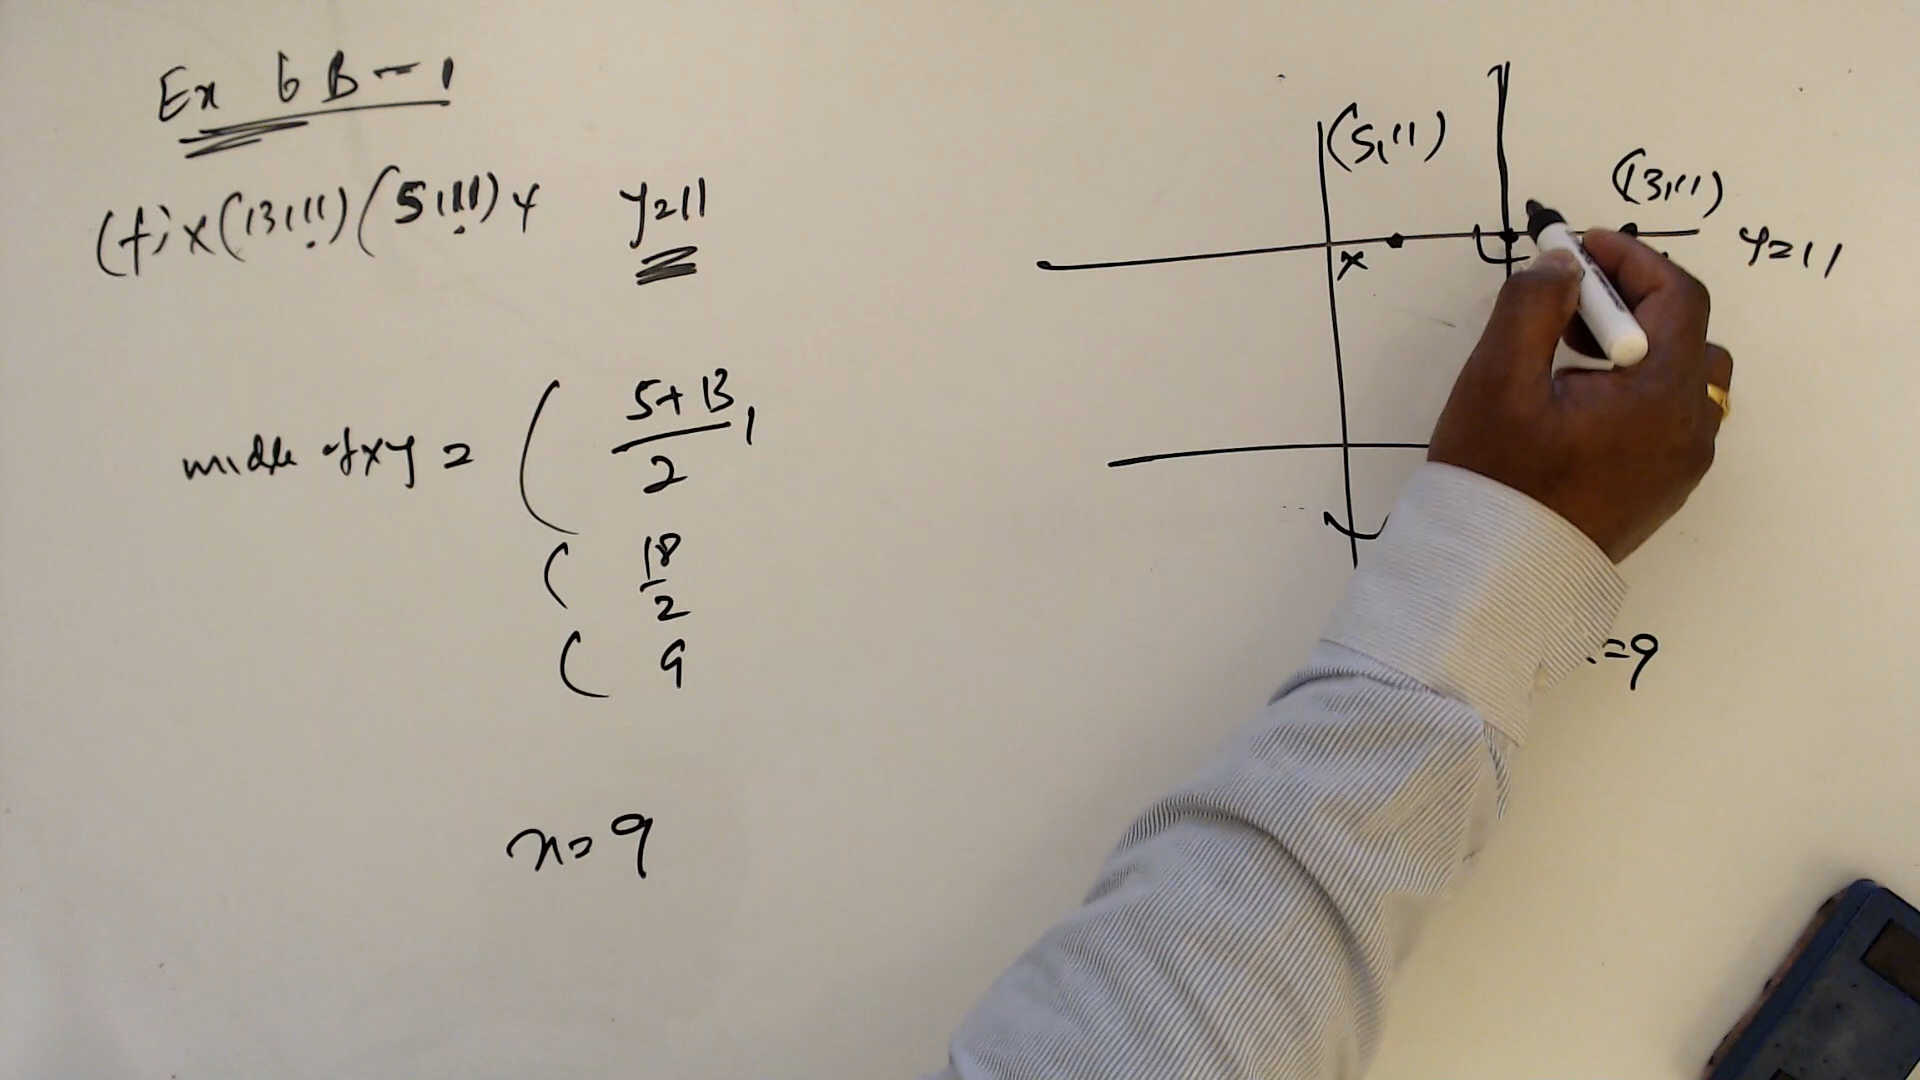 Ex 6B-1
(f) X(13,11) (5,11) Y y=11
middle of XY = ( 5+13 ,
2
( 18
2
( 9
x=9
(5,11)
(13,11)
x
y=11
=9